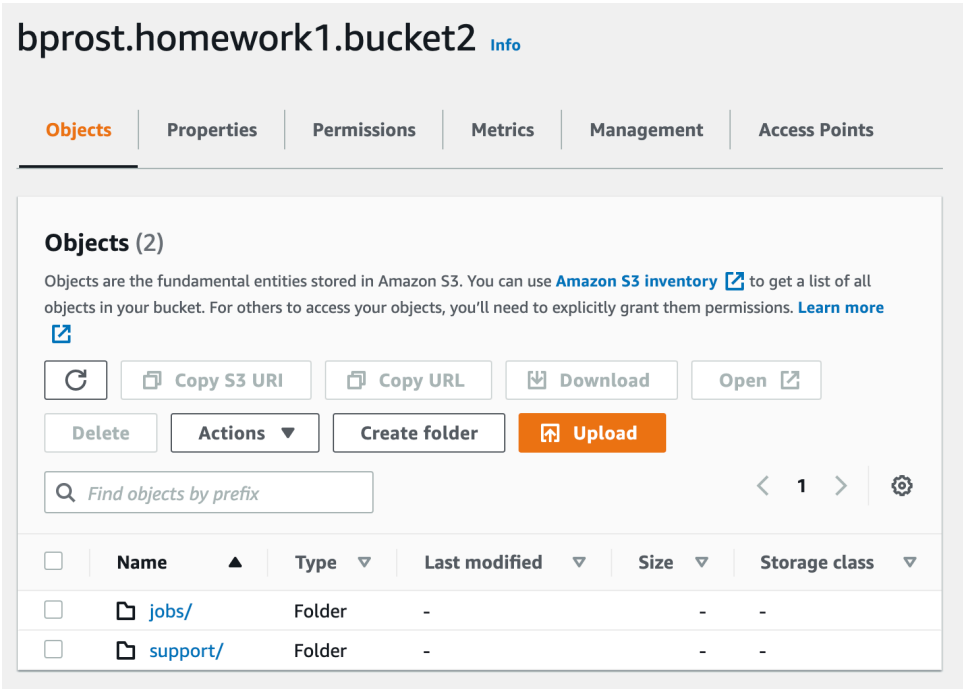 bprost.homework1.bucket2 Info
Objects Properties Permissions Metrics Management Access Points
Objects (2)
Objects are the fundamental entities stored in Amazon S3. You can use Amazon S3 inventory to get a list of all
objects in your bucket. For others to access your objects, you'll need to explicitly grant them permissions. Learn more
Copy S3 URI Copy URL Download Open
Delete Actions Create folder Upload
Find objects by prefix 1
Name Type Last modified Size Storage class
jobs/ Folder - - -
support/ Folder - - -